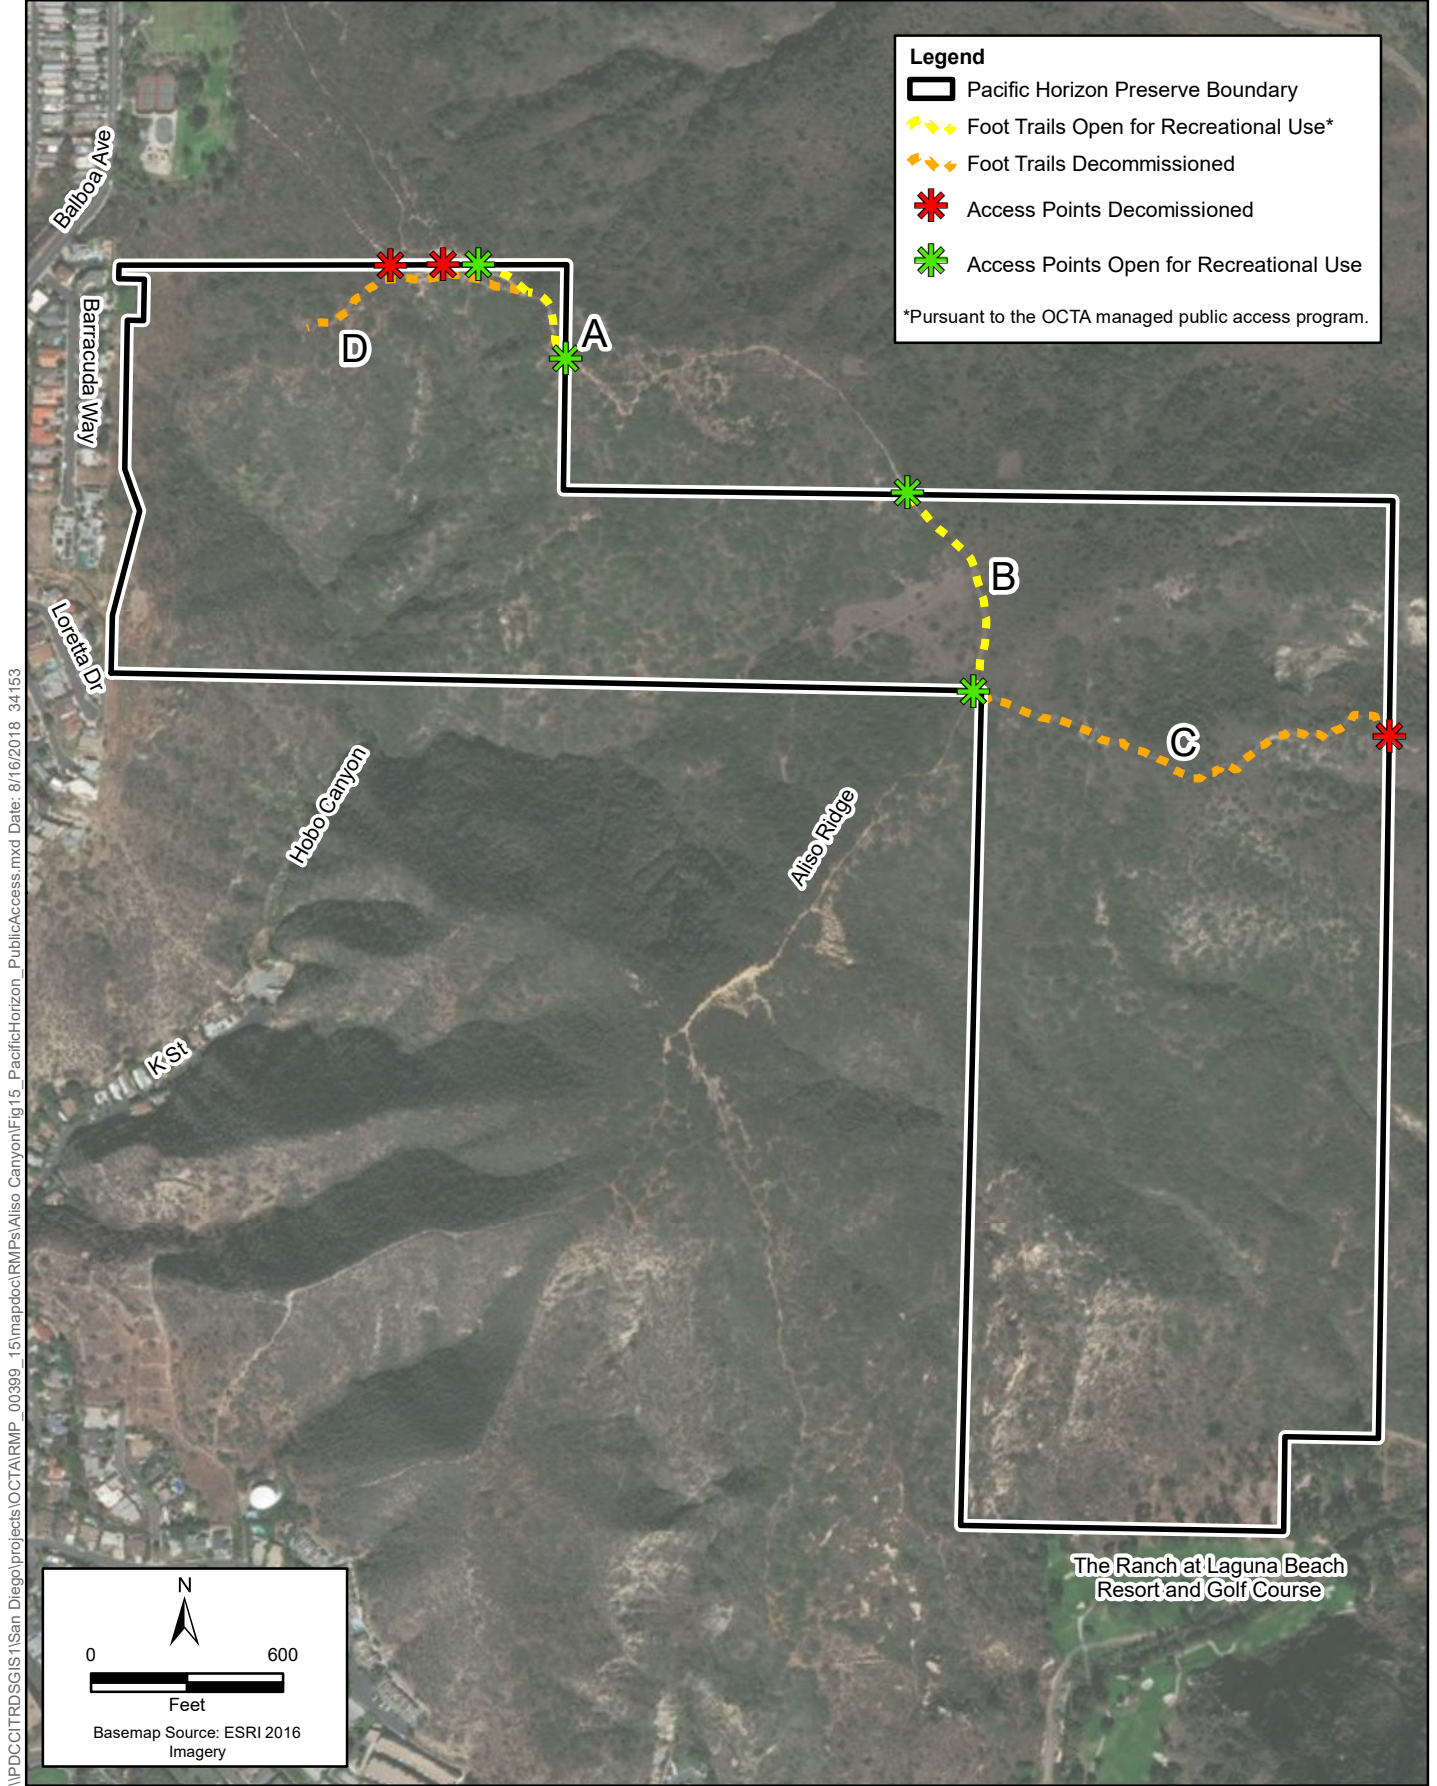 Legend
Pacific Horizon Preserve Boundary
Foot Trails Open for Recreational Use*
Foot Trails Decommissioned
Access Points Decomissioned
Access Points Open for Recreational Use
*Pursuant to the OCTA managed public access program.
Balboa Ave
Barracuda Way
A
D
B
Loretta Dr
C
Hobo Canyon
Aliso Ridge
K St
The Ranch at Laguna Beach
Resort and Golf Course
N
0 600
Feet
Basemap Source: ESRI 2016
Imagery
\\PDCCITRDSGIS1\San Diego\projects\OCTA\RMP_00399_15\mapdoc\RMPs\Aliso Canyon\Fig15_PacificHorizon_PublicAccess.mxd Date: 8/16/2018 34153